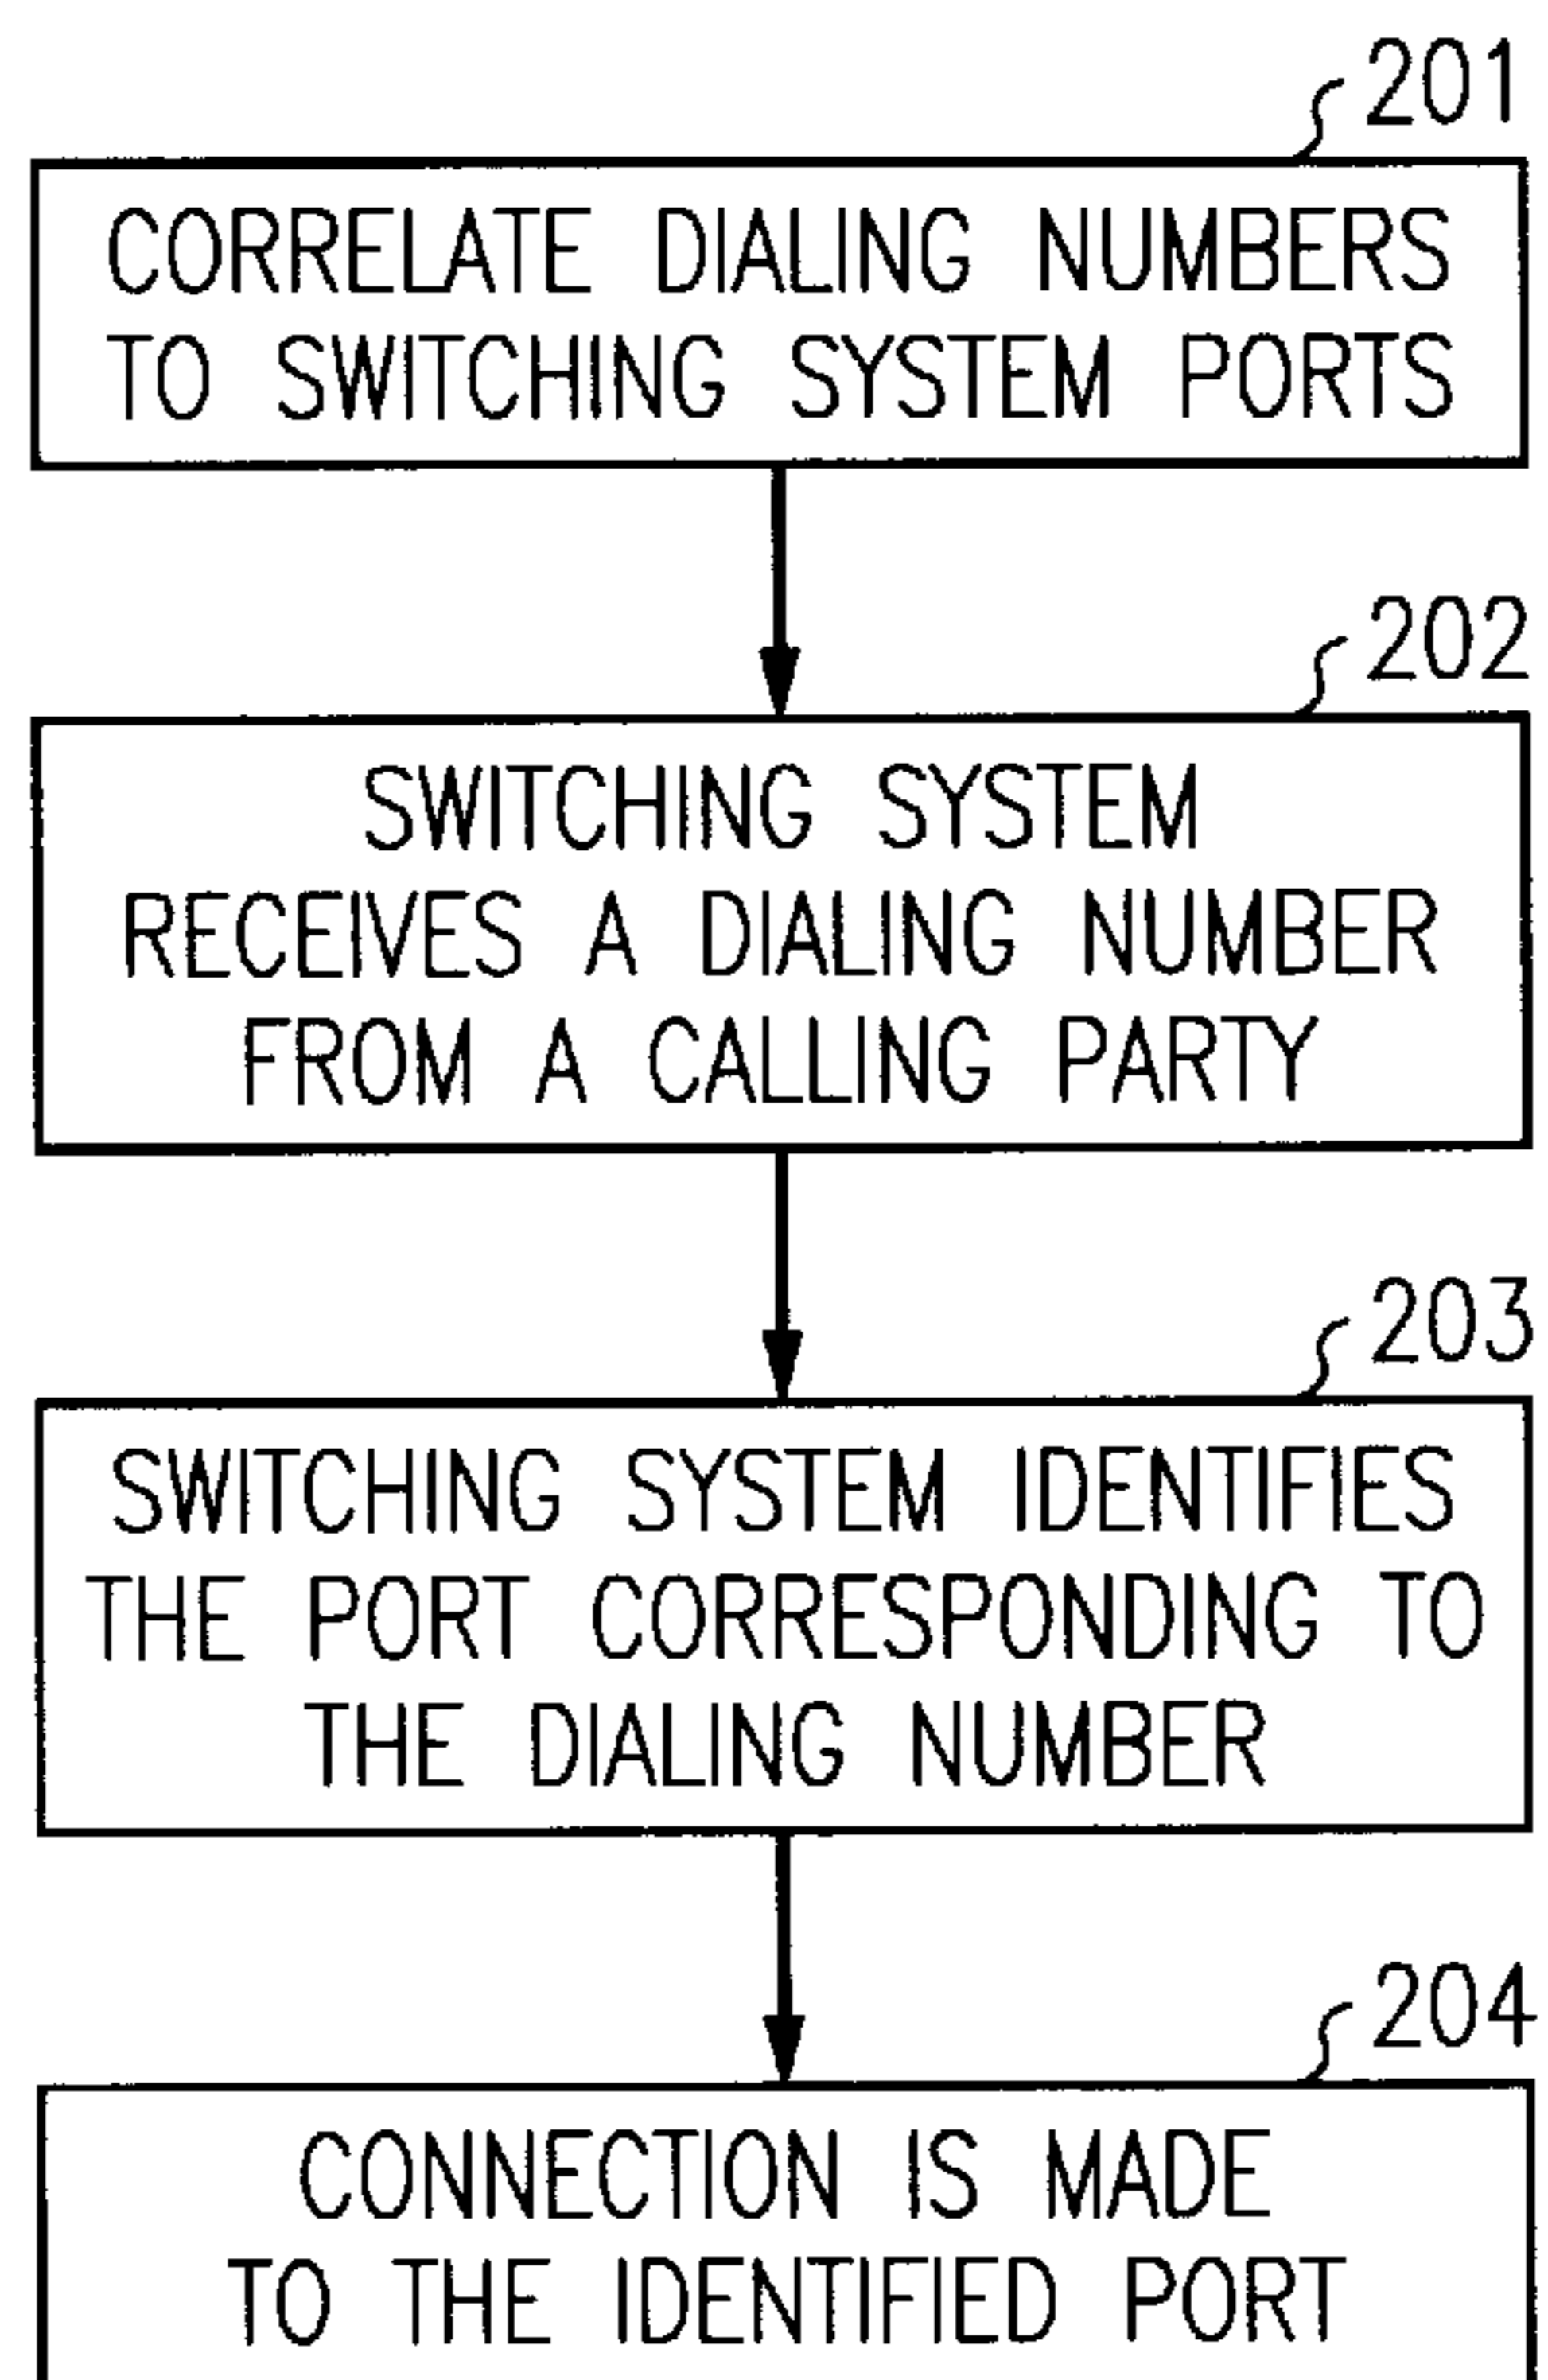 201
CORRELATE DIALING NUMBERS
TO SWITCHING SYSTEM PORTS
202
SWITCHING SYSTEM
RECEIVES A DIALING NUMBER
FROM A CALLING PARTY
203
SWITCHING SYSTEM IDENTIFIES
THE PORT CORRESPONDING TO
THE DIALING NUMBER
204
CONNECTION IS MADE
TO THE IDENTIFIED PORT